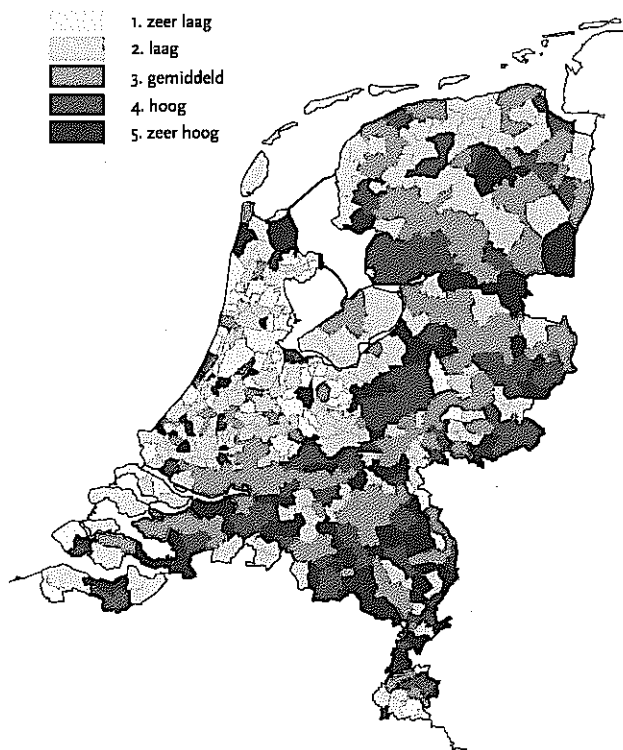 1. zeer laag
2. laag
3. gemiddeld
4. hoog
5. zeer hoog